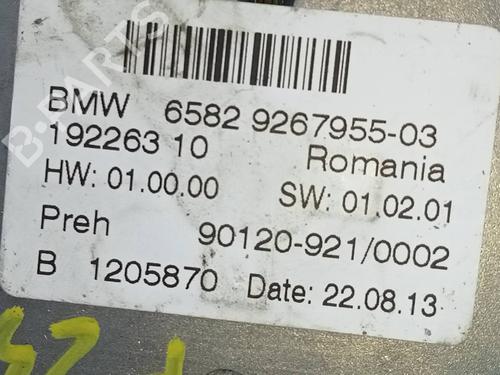 BMW 6582 9267955-03
192263 10 Romania
HW: 01.00.00 SW: 01.02.01
Preh 90120-921/0002
B 1205870 Date: 22.08.13
B-PARTS